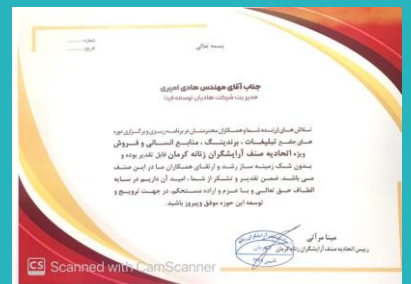 شماره : ............
تاریخ : ............
بسمه تعالی
جناب آقای مهندس هادی امیری
مدیریت شرکت هادیان توسعه فردا
تلاش های ارزنده شما و همکاران محترمتان در برنامه ریزی و برگزاری دوره
های جامع تبلیغات ، برندینگ ، منابع انسانی و فروش
ویژه اتحادیه صنف آرایشگران زنانه کرمان قابل تقدیر بوده و
بدون شک زمینه ساز رشد و ارتقای همکاران ما در این صنف
می باشد. ضمن تقدیر و تشکر از شما ، امید آن داریم در سایه
الطاف حق تعالی و با عزم و اراده مستحکم، در جهت ترویج و
توسعه این حوزه موفق و پیروز باشید .
مینا مرآتی
رییس اتحادیه صنف آرایشگران زنانه کرمان
CS Scanned with CamScanner